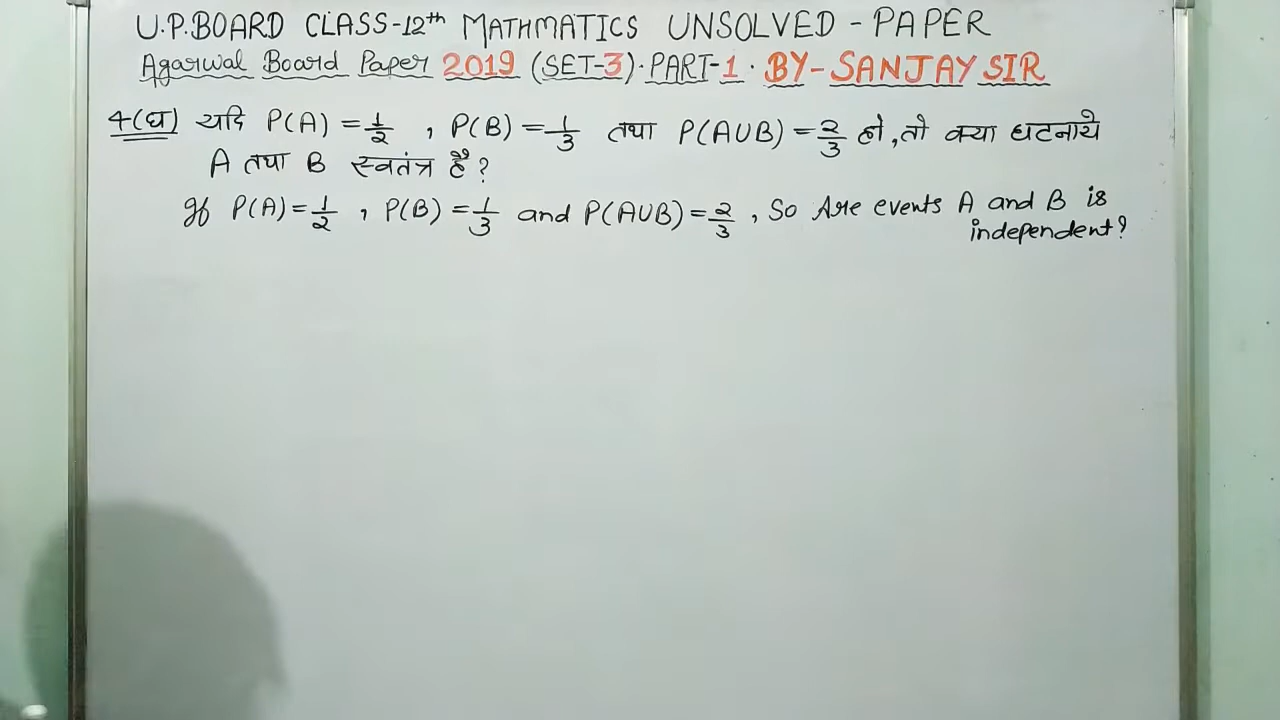 U.P.BOARD CLASS-12th MATHMATICS UNSOLVED - PAPER
Agarwal Board Paper 2019 (SET-3)· PART-1 · BY-SANJAY SIR
4(घ) यदि P(A) = 1/2 , P(B) = 1/3 तथा P(A∪B) = 2/3 हो, तो क्या घटनाये
A तथा B स्वतंत्र हैं ?
If P(A) = 1/2 , P(B) = 1/3 and P(A∪B) = 2/3 , So Are events A and B is
independent?